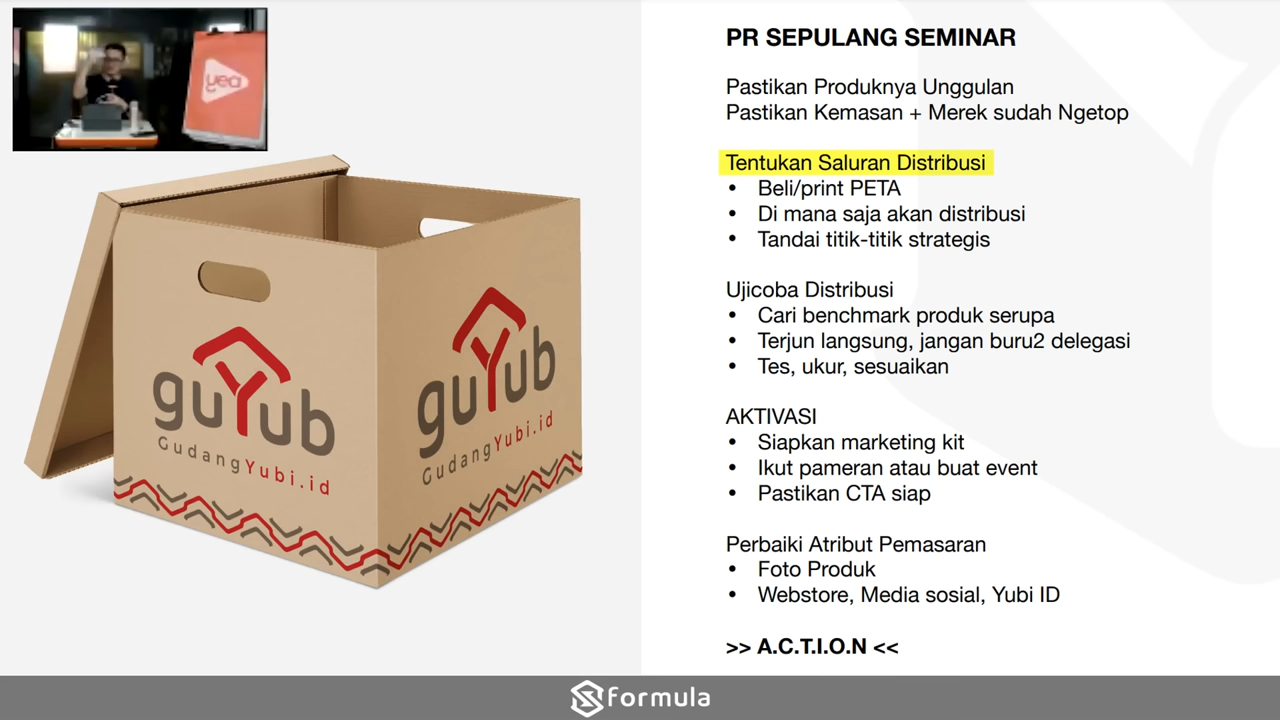 yea
PR SEPULANG SEMINAR
Pastikan Produknya Unggulan
Pastikan Kemasan + Merek sudah Ngetop
Tentukan Saluran Distribusi
• Beli/print PETA
• Di mana saja akan distribusi
• Tandai titik-titik strategis
Ujicoba Distribusi
• Cari benchmark produk serupa
• Terjun langsung, jangan buru2 delegasi
• Tes, ukur, sesuaikan
AKTIVASI
• Siapkan marketing kit
• Ikut pameran atau buat event
• Pastikan CTA siap
Perbaiki Atribut Pemasaran
• Foto Produk
• Webstore, Media sosial, Yubi ID
>> A.C.T.I.O.N <<
guYub
GudangYubi.id
guYub
GudangYubi.id
formula